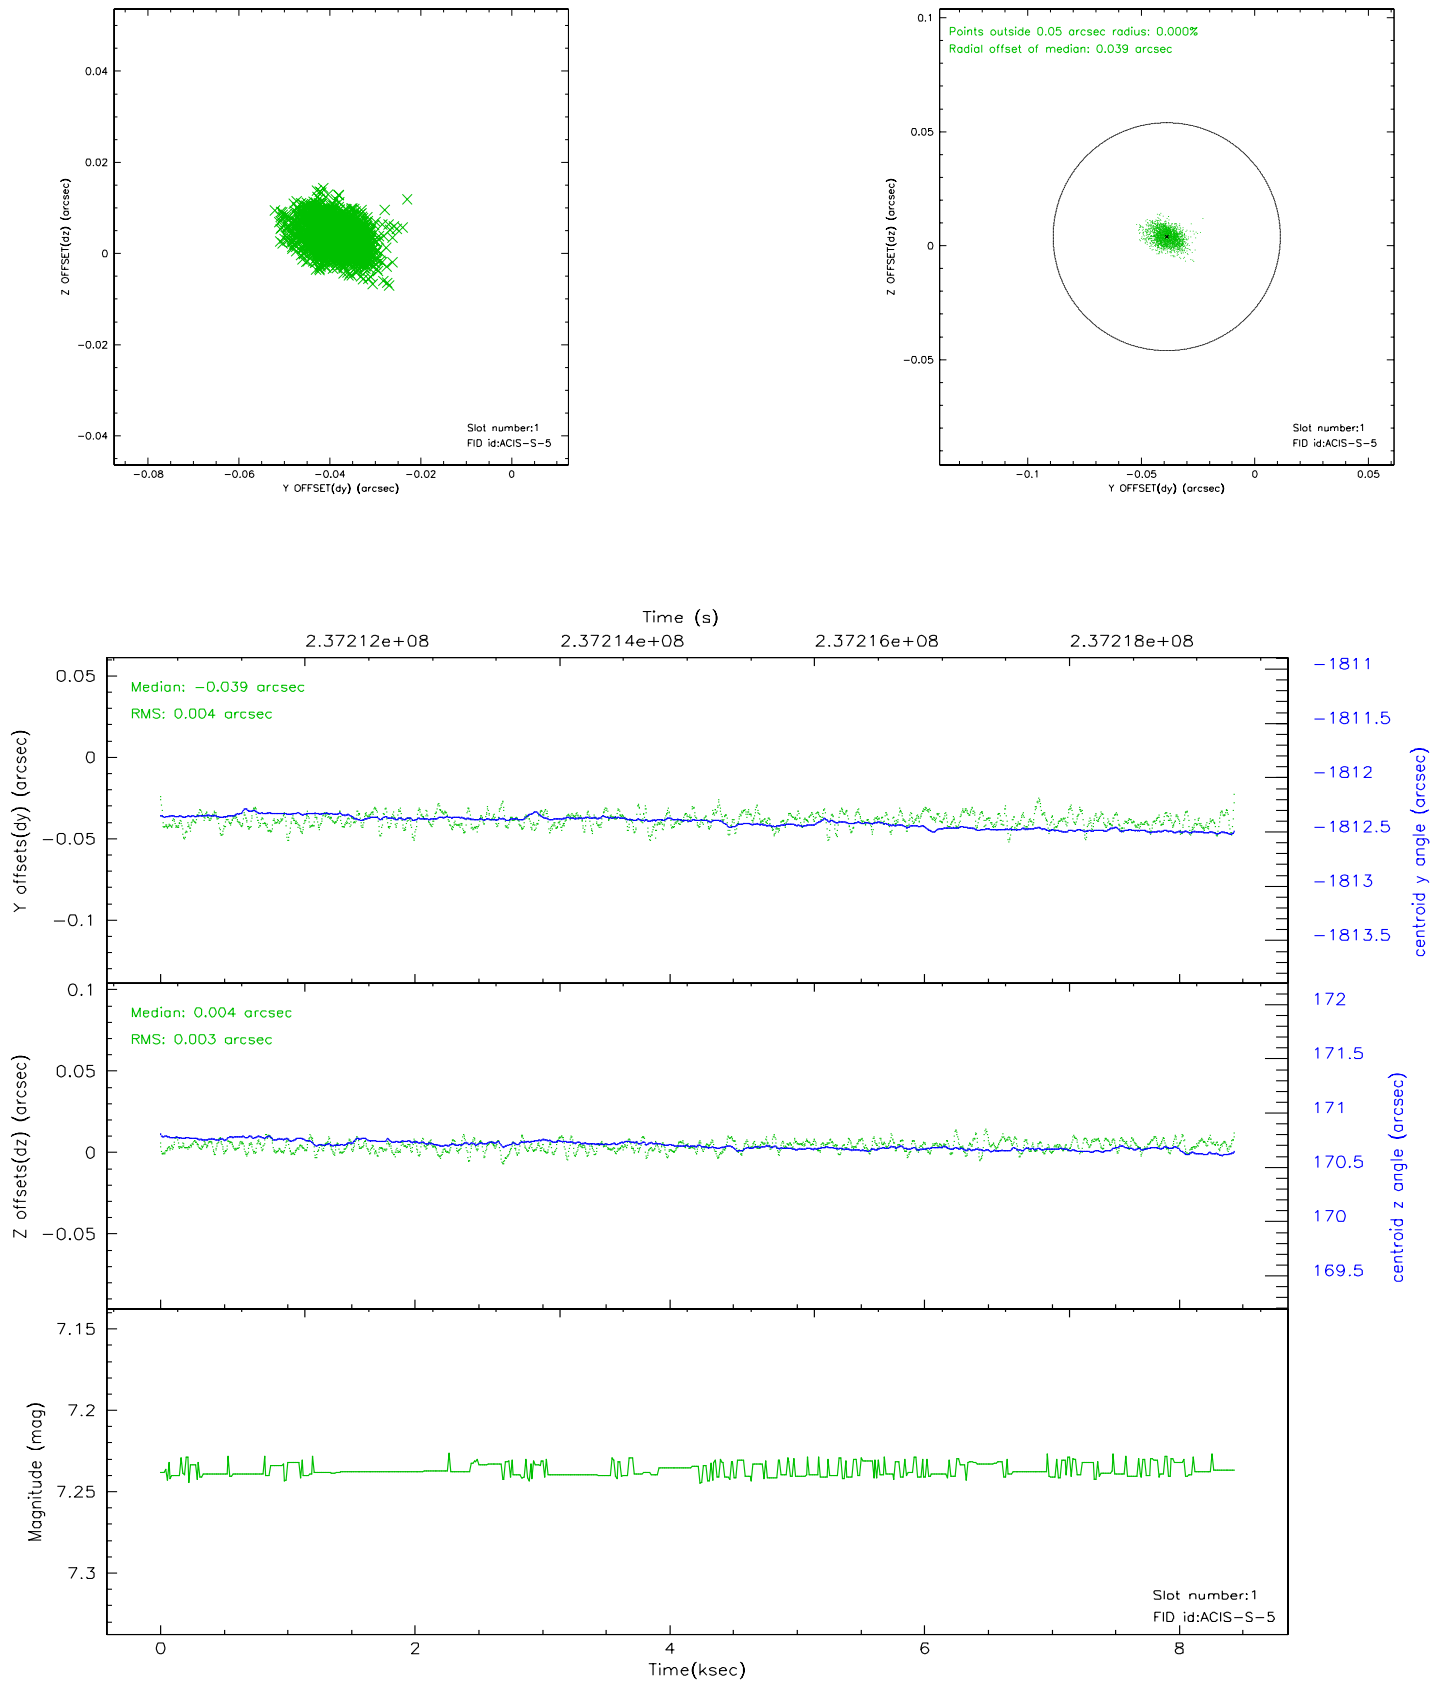 0.04
0.02
0
−0.02
−0.04
Z OFFSET(dz) (arcsec)
Slot number:1
FID id:ACIS−S−5
−0.08
−0.06
−0.04
−0.02
0
Y OFFSET(dy) (arcsec)
0.1
0.05
0
−0.05
Z OFFSET(dz) (arcsec)
Points outside 0.05 arcsec radius: 0.000%
Radial offset of median: 0.039 arcsec
Slot number:1
FID id:ACIS−S−5
−0.1
−0.05
0
0.05
Y OFFSET(dy) (arcsec)
Time (s)
2.37212e+08
2.37214e+08
2.37216e+08
2.37218e+08
0.05
0
−0.05
−0.1
Y offsets(dy) (arcsec)
Median: −0.039 arcsec
RMS: 0.004 arcsec
−1811
−1811.5
−1812
−1812.5
−1813
−1813.5
centroid y angle (arcsec)
0.1
0.05
0
−0.05
Z offsets(dz) (arcsec)
Median: 0.004 arcsec
RMS: 0.003 arcsec
172
171.5
171
170.5
170
169.5
centroid z angle (arcsec)
7.15
7.2
7.25
7.3
Magnitude (mag)
Slot number:1
FID id:ACIS−S−5
0
2
4
6
8
Time(ksec)